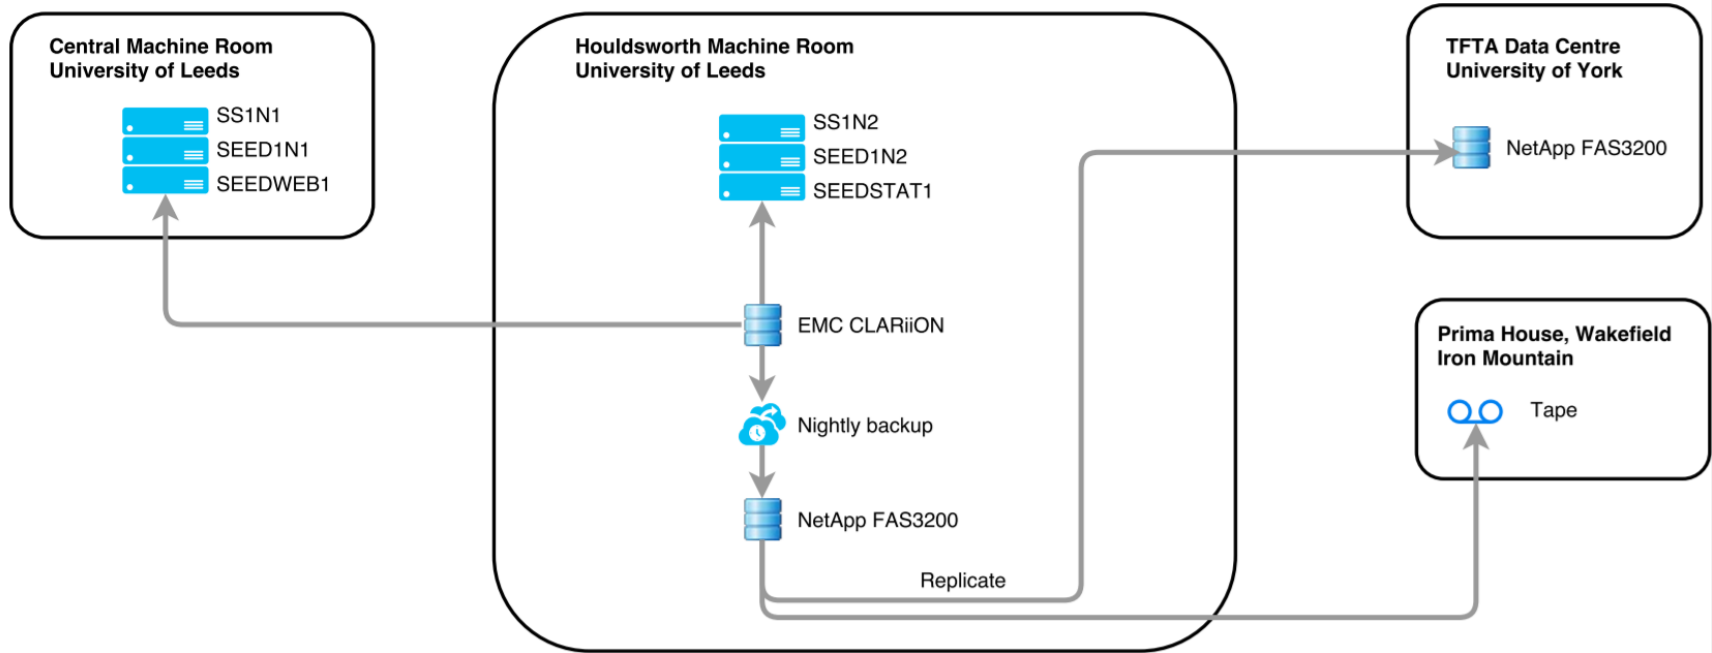 Central Machine Room
University of Leeds
SS1N1
SEED1N1
SEEDWEB1
Houldsworth Machine Room
University of Leeds
SS1N2
SEED1N2
SEEDSTAT1
EMC CLARiiON
Nightly backup
NetApp FAS3200
Replicate
TFTA Data Centre
University of York
NetApp FAS3200
Prima House, Wakefield
Iron Mountain
Tape